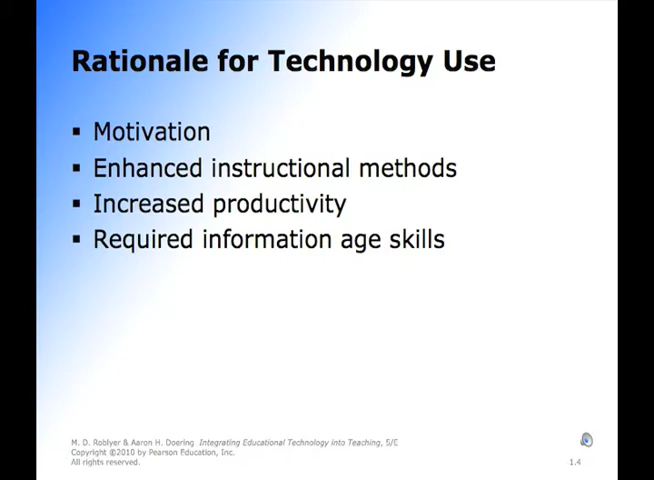 Rationale for Technology Use
▪ Motivation
▪ Enhanced instructional methods
▪ Increased productivity
▪ Required information age skills
M. D. Roblyer & Aaron H. Doering Integrating Educational Technology into Teaching, 5/E
Copyright ©2010 by Pearson Education, Inc.
All rights reserved.
1.4